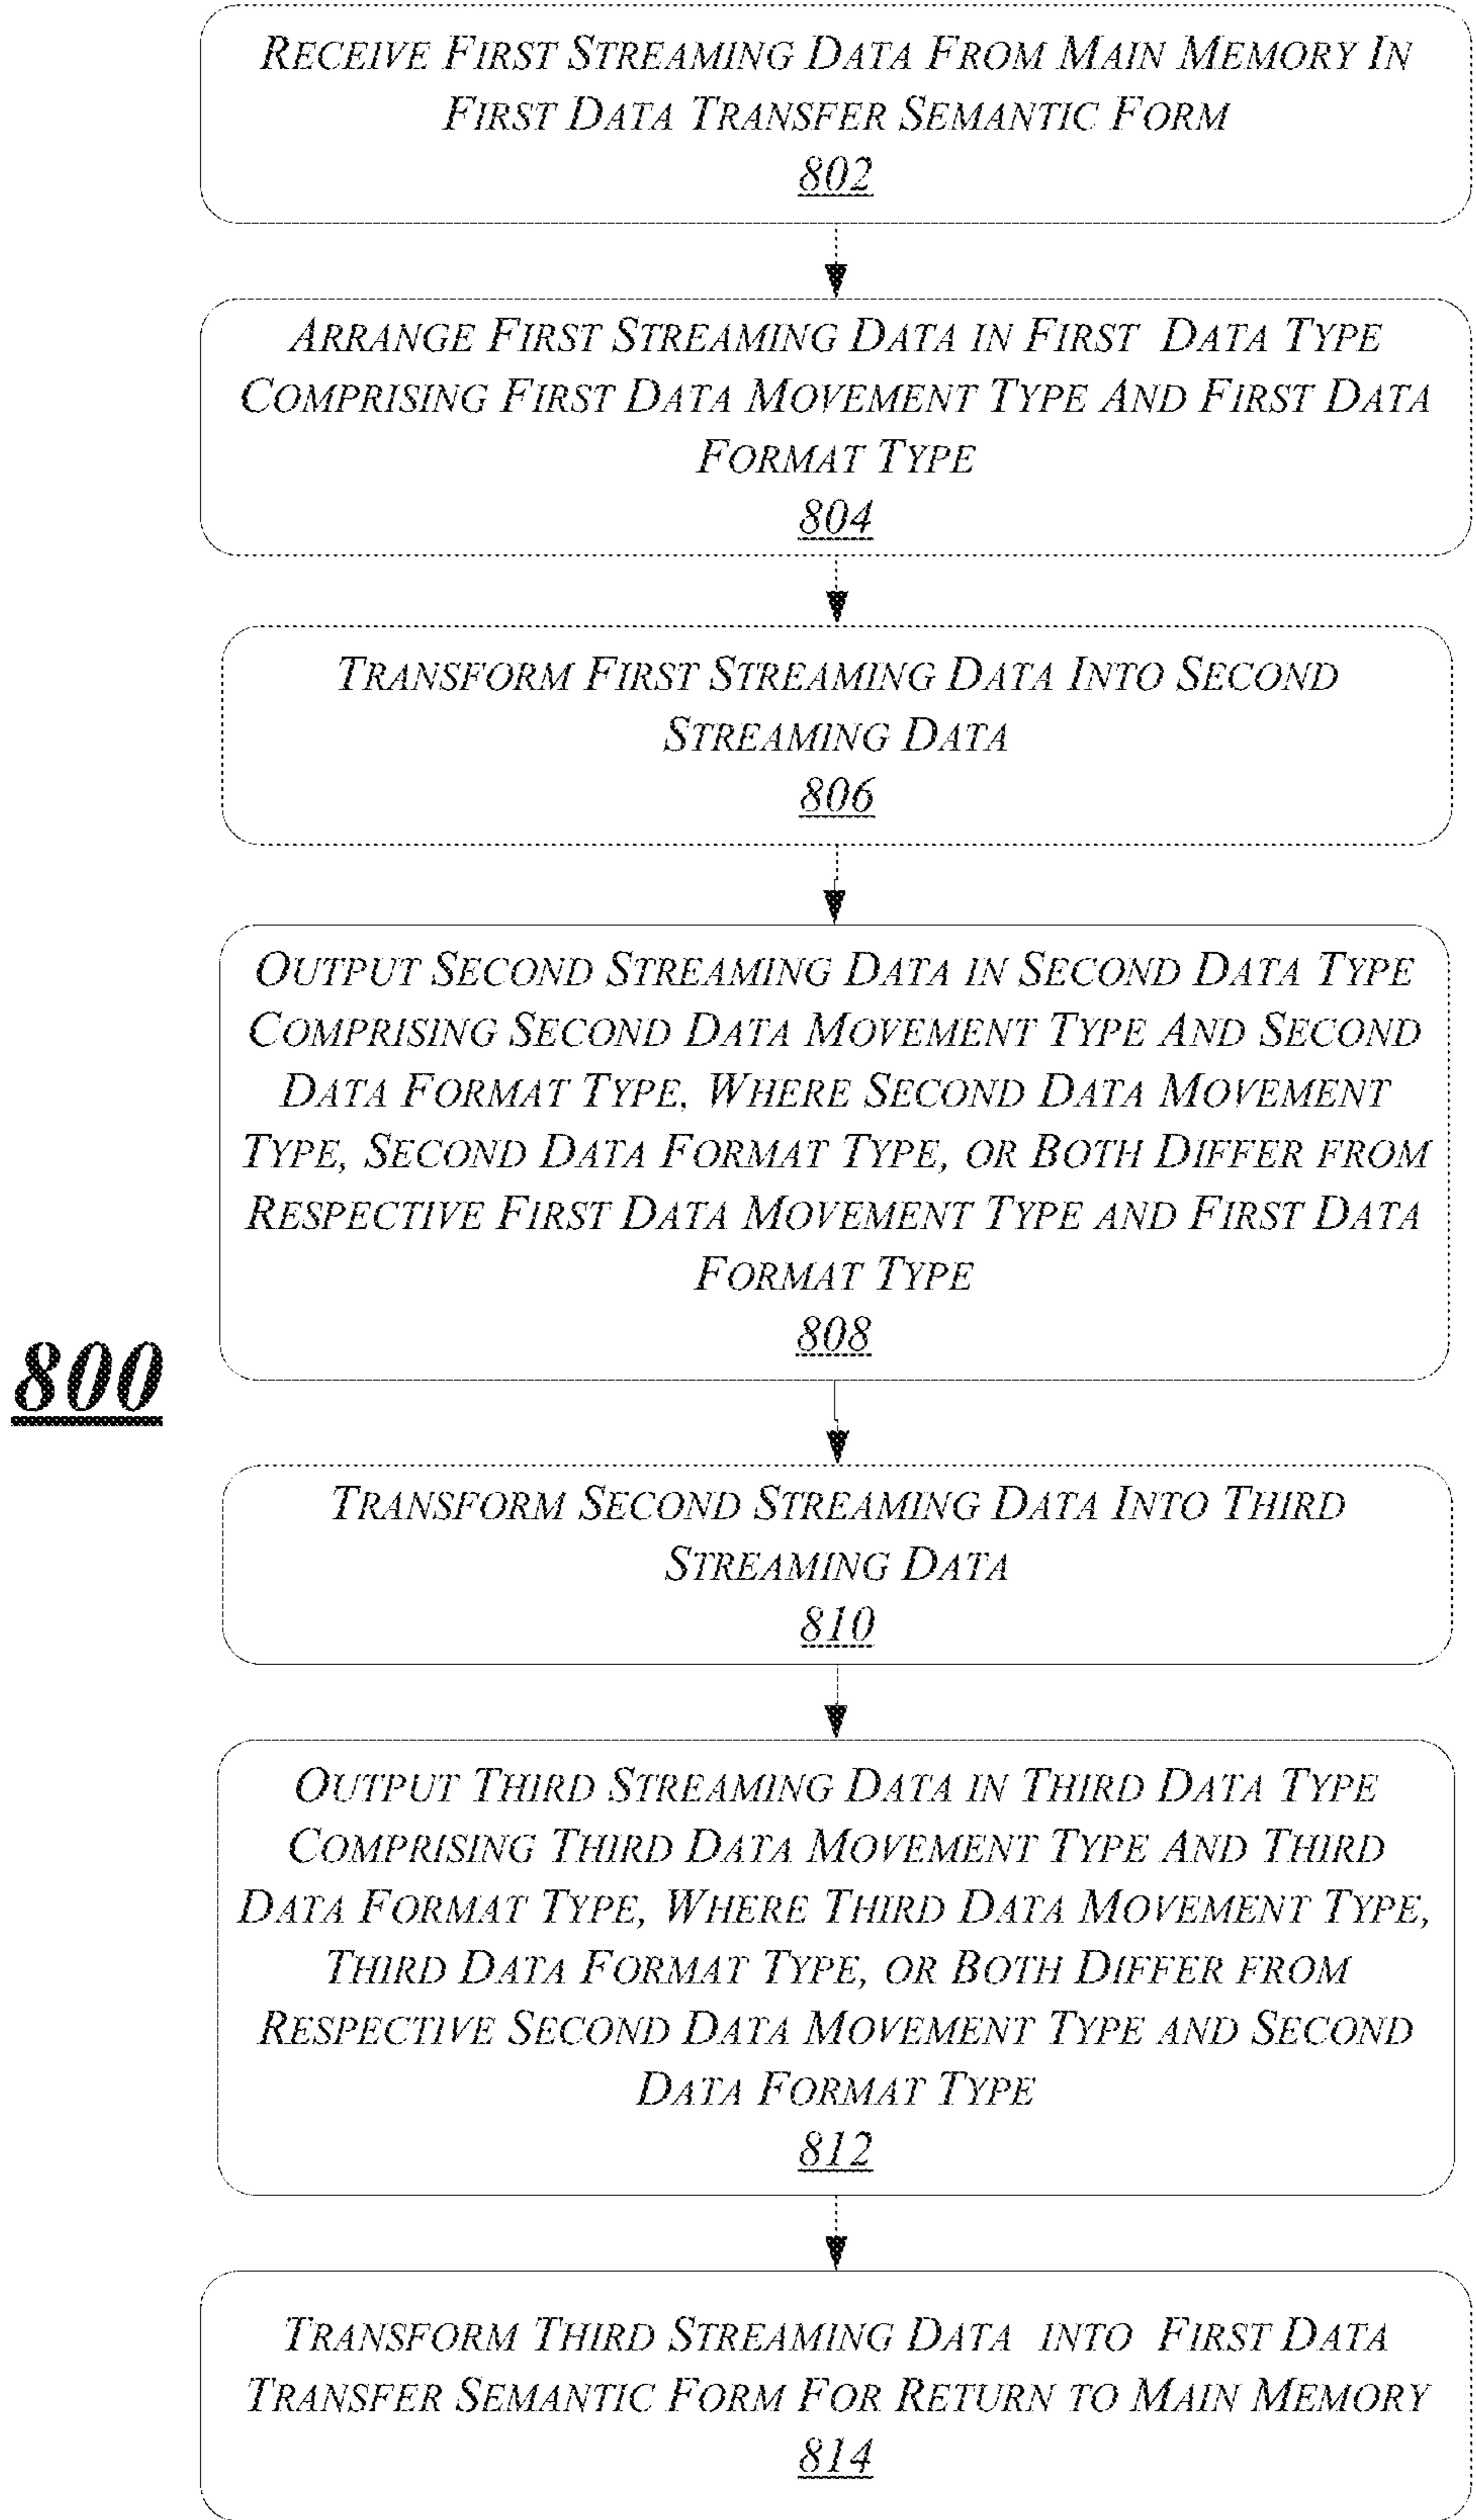 RECEIVE FIRST STREAMING DATA FROM MAIN MEMORY IN
FIRST DATA TRANSFER SEMANTIC FORM
802
ARRANGE FIRST STREAMING DATA IN FIRST DATA TYPE
COMPRISING FIRST DATA MOVEMENT TYPE AND FIRST DATA
FORMAT TYPE
804
TRANSFORM FIRST STREAMING DATA INTO SECOND
STREAMING DATA
806
OUTPUT SECOND STREAMING DATA IN SECOND DATA TYPE
COMPRISING SECOND DATA MOVEMENT TYPE AND SECOND
DATA FORMAT TYPE, WHERE SECOND DATA MOVEMENT
TYPE, SECOND DATA FORMAT TYPE, OR BOTH DIFFER FROM
RESPECTIVE FIRST DATA MOVEMENT TYPE AND FIRST DATA
FORMAT TYPE
808
800
TRANSFORM SECOND STREAMING DATA INTO THIRD
STREAMING DATA
810
OUTPUT THIRD STREAMING DATA IN THIRD DATA TYPE
COMPRISING THIRD DATA MOVEMENT TYPE AND THIRD
DATA FORMAT TYPE, WHERE THIRD DATA MOVEMENT TYPE,
THIRD DATA FORMAT TYPE, OR BOTH DIFFER FROM
RESPECTIVE SECOND DATA MOVEMENT TYPE AND SECOND
DATA FORMAT TYPE
812
TRANSFORM THIRD STREAMING DATA INTO FIRST DATA
TRANSFER SEMANTIC FORM FOR RETURN TO MAIN MEMORY
814